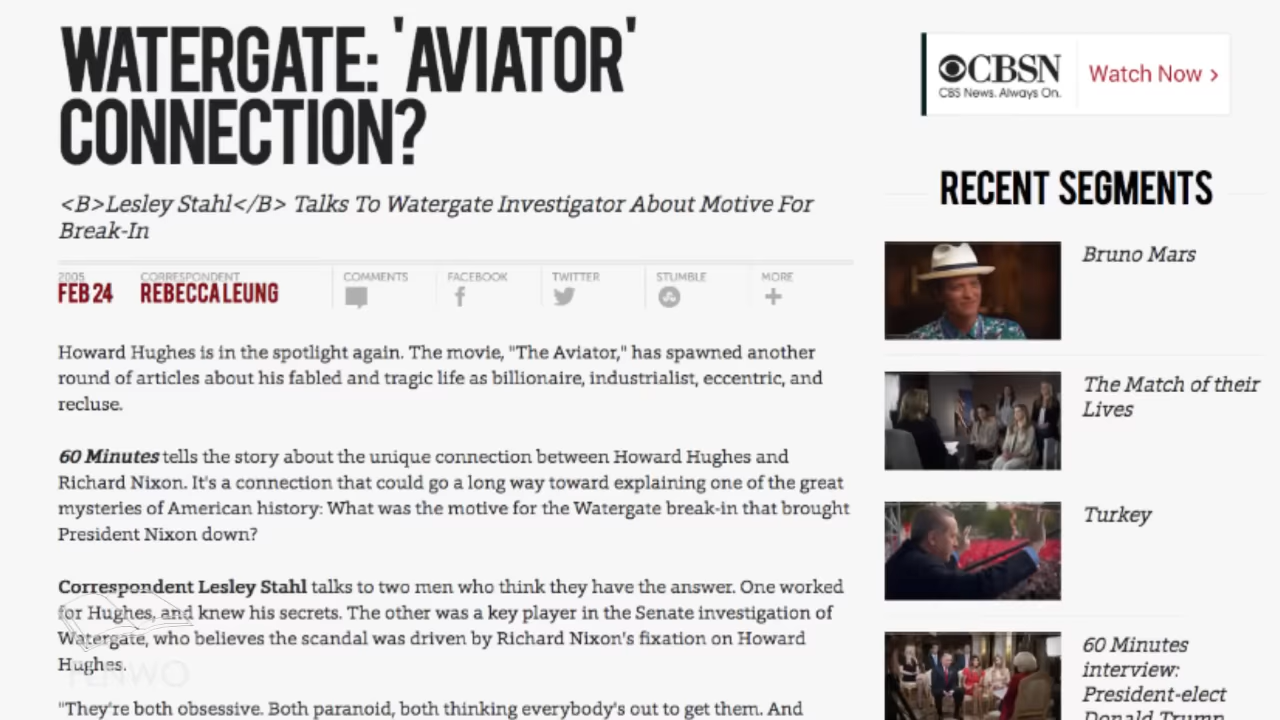 WATERGATE: 'AVIATOR'
CONNECTION?
<B>Lesley Stahl</B> Talks To Watergate Investigator About Motive For
Break-In
2005
FEB 24
CORRESPONDENT
REBECCA LEUNG
COMMENTS
FACEBOOK
TWITTER
STUMBLE
MORE
Howard Hughes is in the spotlight again. The movie, "The Aviator," has spawned another
round of articles about his fabled and tragic life as billionaire, industrialist, eccentric, and
recluse.
60 Minutes tells the story about the unique connection between Howard Hughes and
Richard Nixon. It's a connection that could go a long way toward explaining one of the great
mysteries of American history: What was the motive for the Watergate break-in that brought
President Nixon down?
Correspondent Lesley Stahl talks to two men who think they have the answer. One worked
for Hughes, and knew his secrets. The other was a key player in the Senate investigation of
Watergate, who believes the scandal was driven by Richard Nixon's fixation on Howard
Hughes.
"They're both obsessive. Both paranoid, both thinking everybody's out to get them. And
FENWO
CBSN
CBS News. Always On.
Watch Now >
RECENT SEGMENTS
Bruno Mars
The Match of their
Lives
Turkey
60 Minutes
interview:
President-elect
Donald Trump